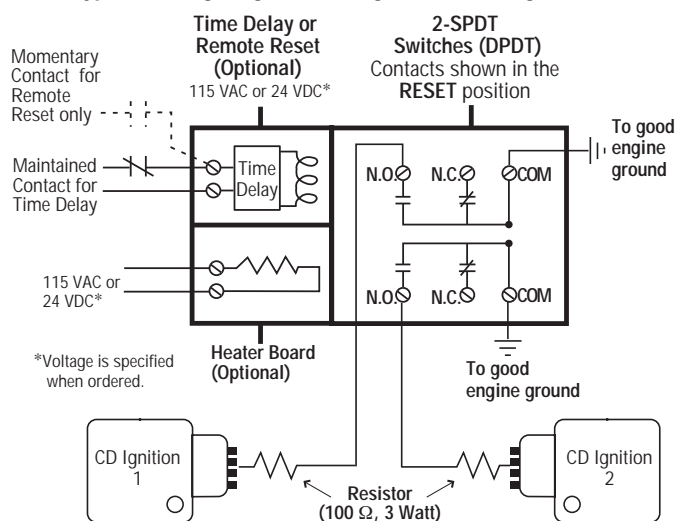 Time Delay or
Remote Reset
(Optional)
115 VAC or 24 VDC*
2-SPDT
Switches (DPDT)
Contacts shown in the
RESET position
Momentary
Contact for
Remote
Reset only
To good
engine
ground
Maintained
Contact for
Time Delay
Time
Delay
N.O.
N.C.
COM
N.O.
N.C.
COM
115 VAC or
24 VDC*
*Voltage is specified
when ordered.
Heater Board
(Optional)
To good
engine ground
CD Ignition
1
CD Ignition
2
Resistor
(100 Ω, 3 Watt)